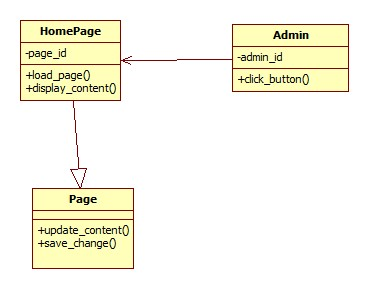 HomePage
-page_id
+load_page()
+display_content()
Admin
-admin_id
+click_button()
Page
+update_content()
+save_change()